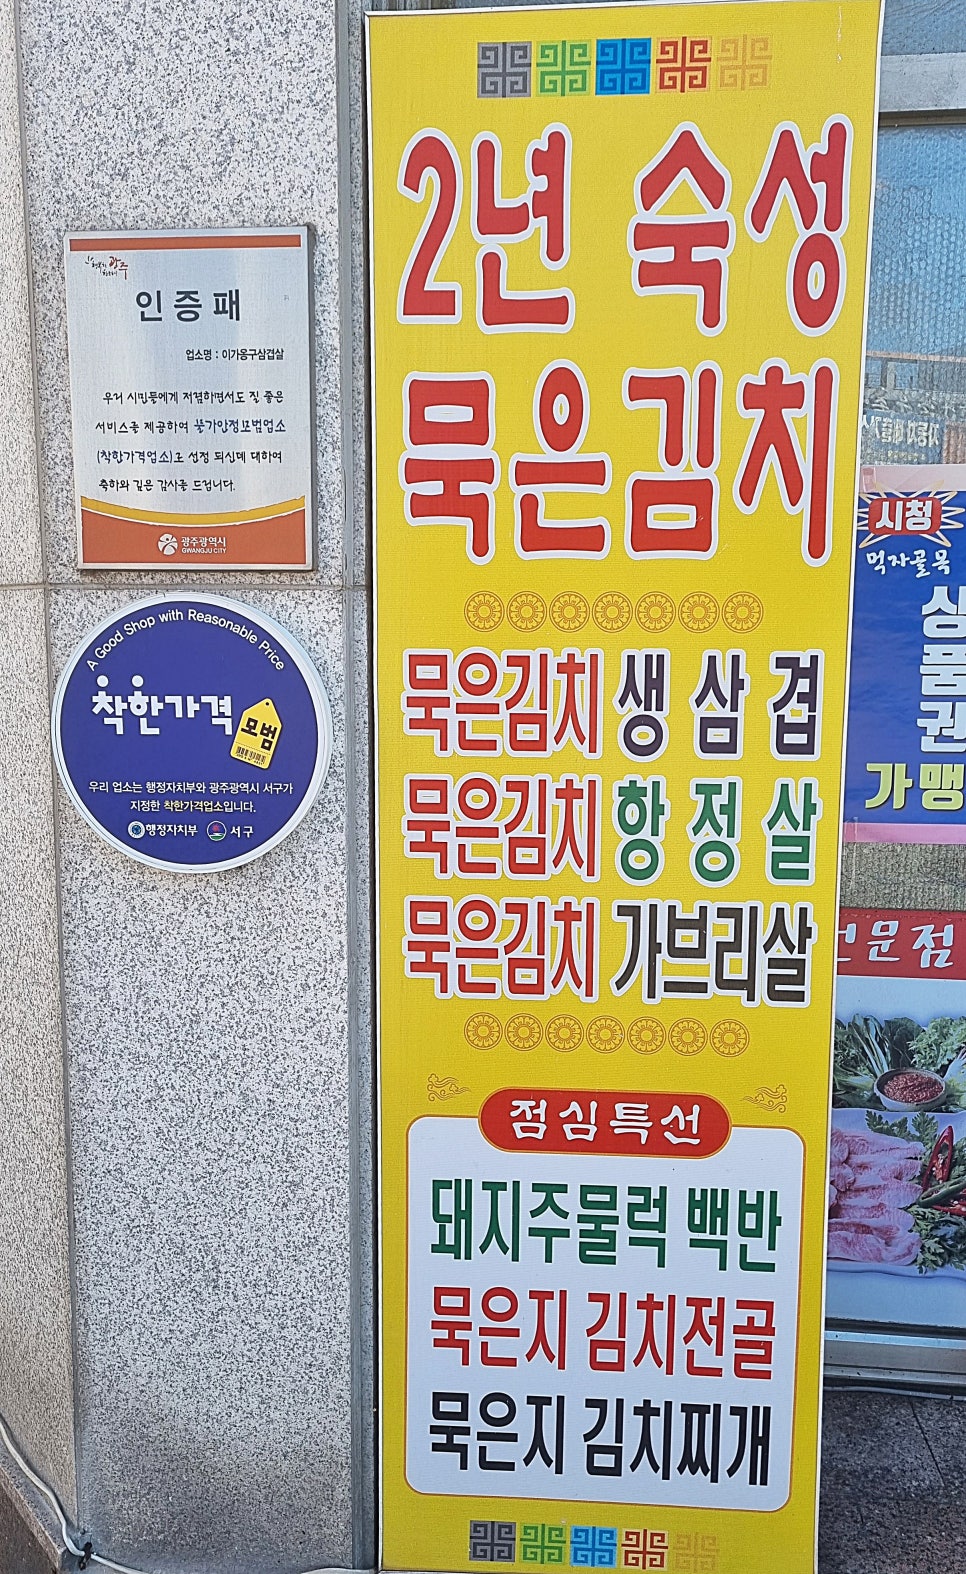 인증패
업소명 : 이가옹구삼겹살
우리 시민들에게 저렴하면서도 질 좋은
서비스를 제공하여 물가안정모범업소
(착한가격업소)로 선정 되심에 대하여
축하와 깊은 감사를 드립니다.
광주광역시
GWANGJU CITY
A Good Shop with Reasonable Price
착한가격
모범
우리 업소는 행정자치부와 광주광역시 서구가
지정한 착한가격업소입니다.
행정자치부 서구
2년 숙성
묵은김치
묵은김치 생삼겹
묵은김치 항정살
묵은김치 가브리살
점심특선
돼지주물럭 백반
묵은지 김치전골
묵은지 김치찌개
시청
먹자골목
상
품
권
가맹
전문점